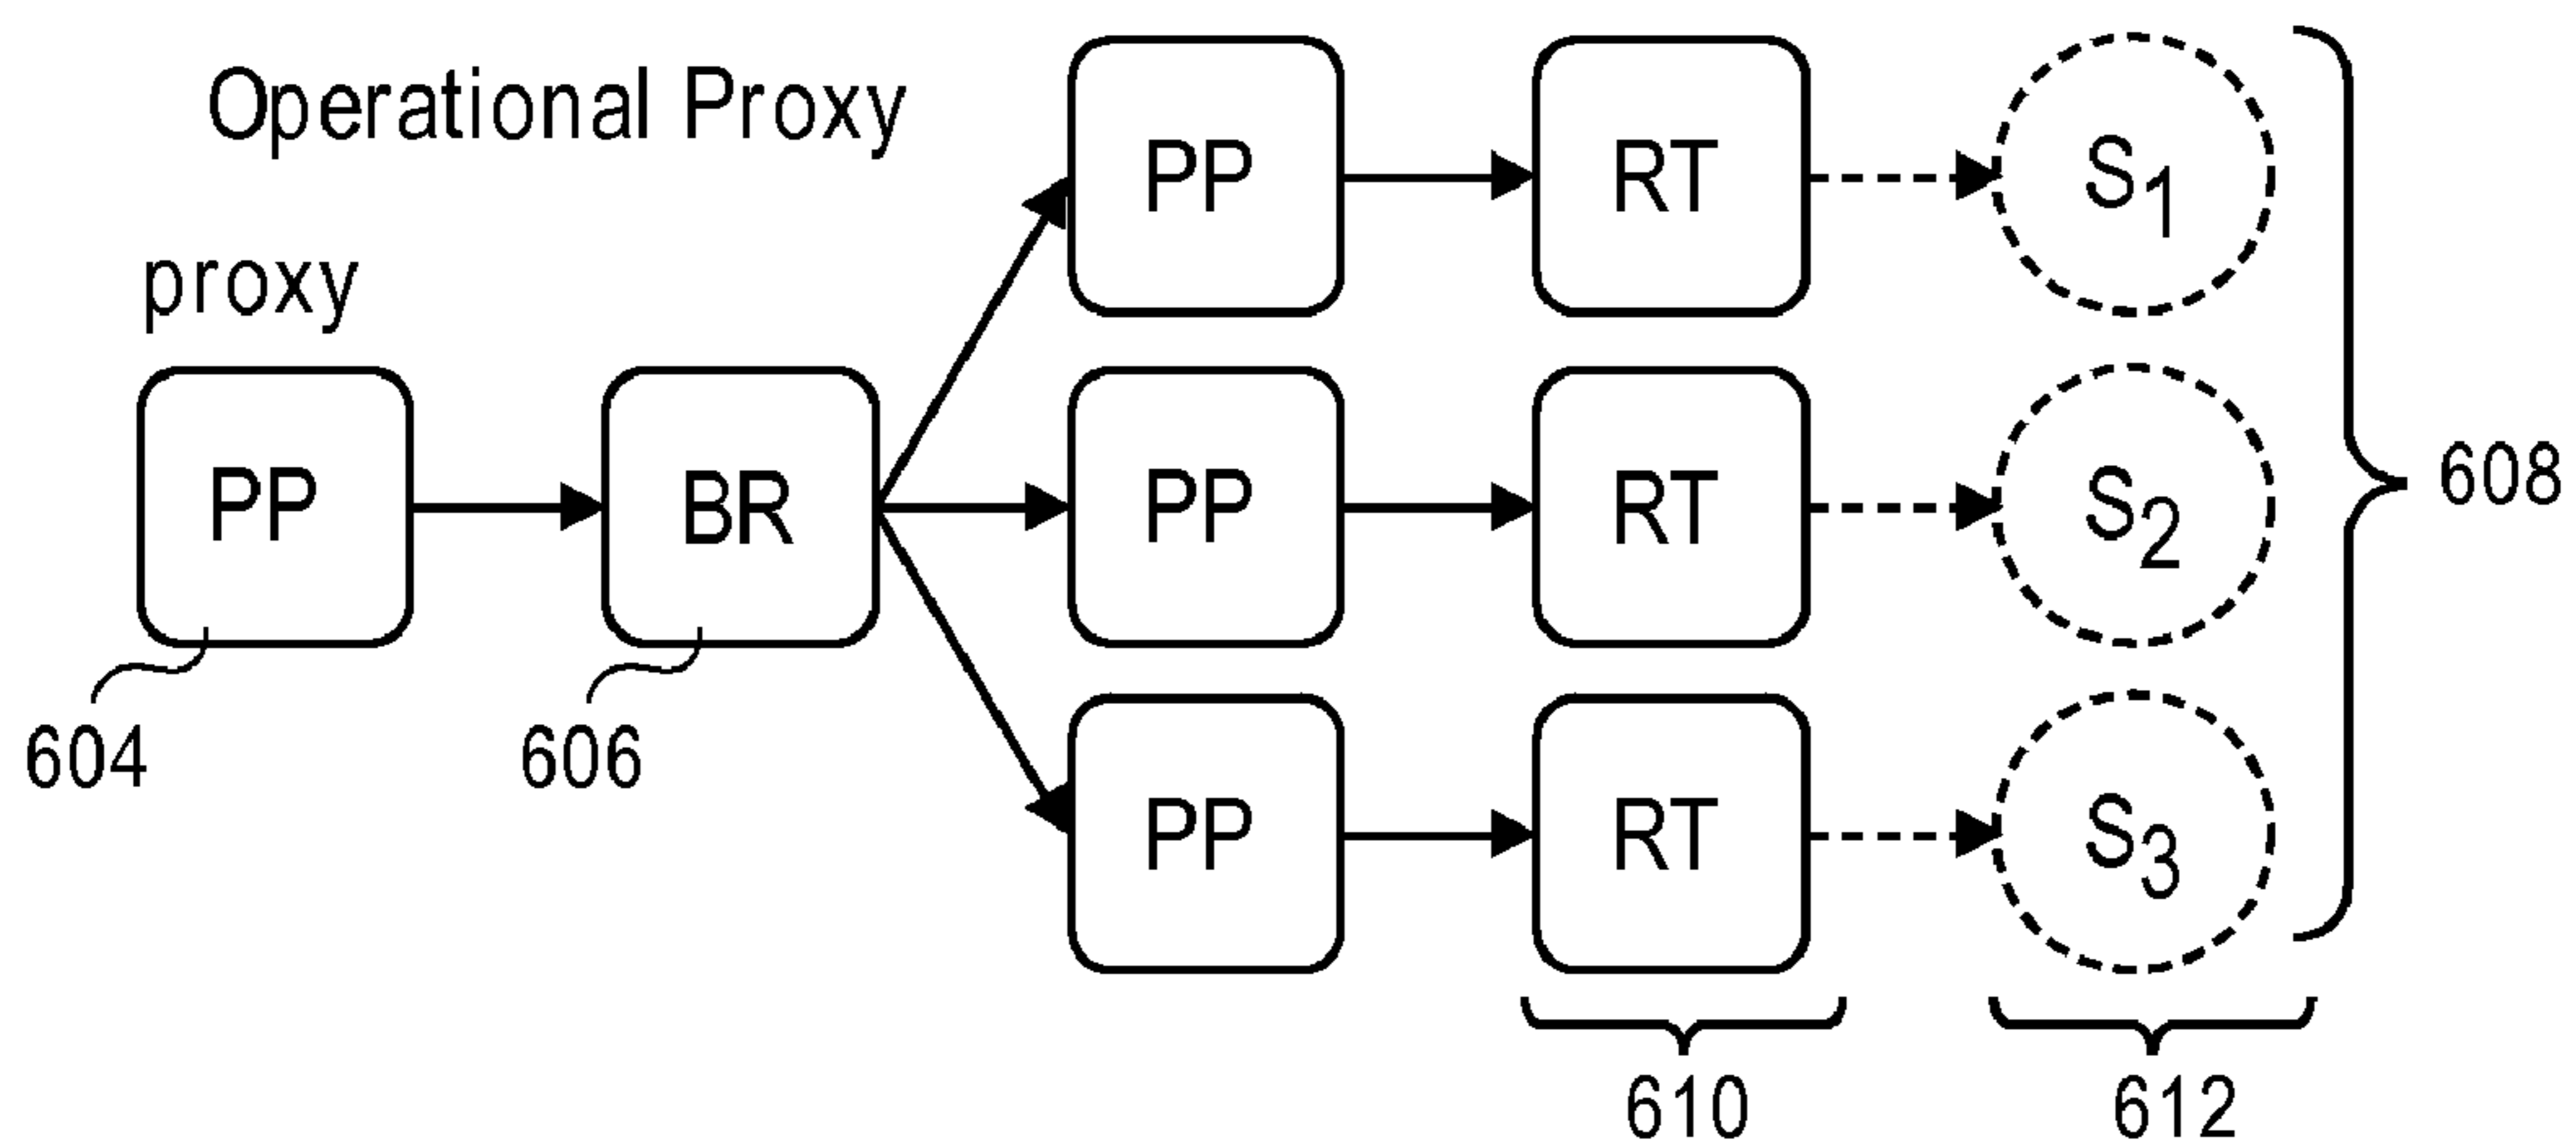 Operational Proxy
proxy
PP RT S1
PP BR PP RT S2
608
PP RT S3
604 606
610 612